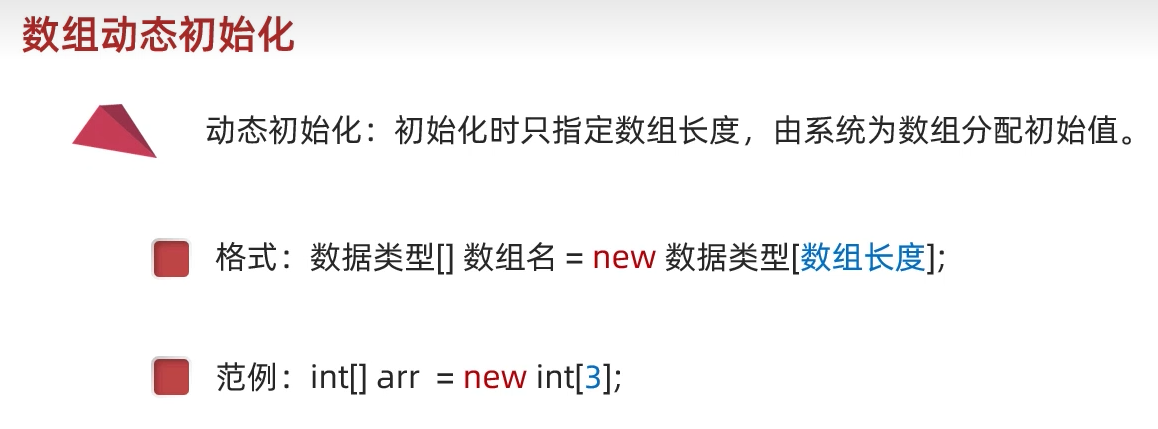 数组动态初始化
动态初始化：初始化时只指定数组长度，由系统为数组分配初始值。
格式：数据类型[] 数组名 = new 数据类型[数组长度];
范例：int[] arr = new int[3];